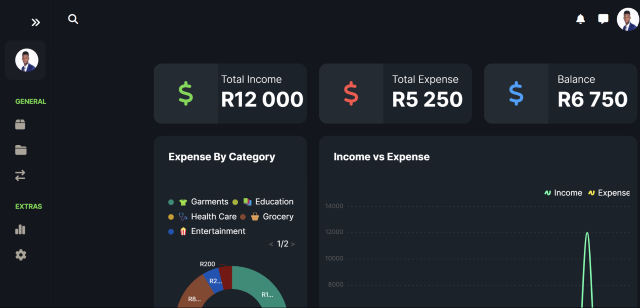 GENERAL
EXTRAS
Total Income
R12 000
Total Expense
R5 250
Balance
R6 750
Expense By Category
Garments Education
Health Care Grocery
Entertainment
< 1/2 >
R200
R2...
R8...
R1...
Income vs Expense
Income Expense
14000
12000
10000
8000